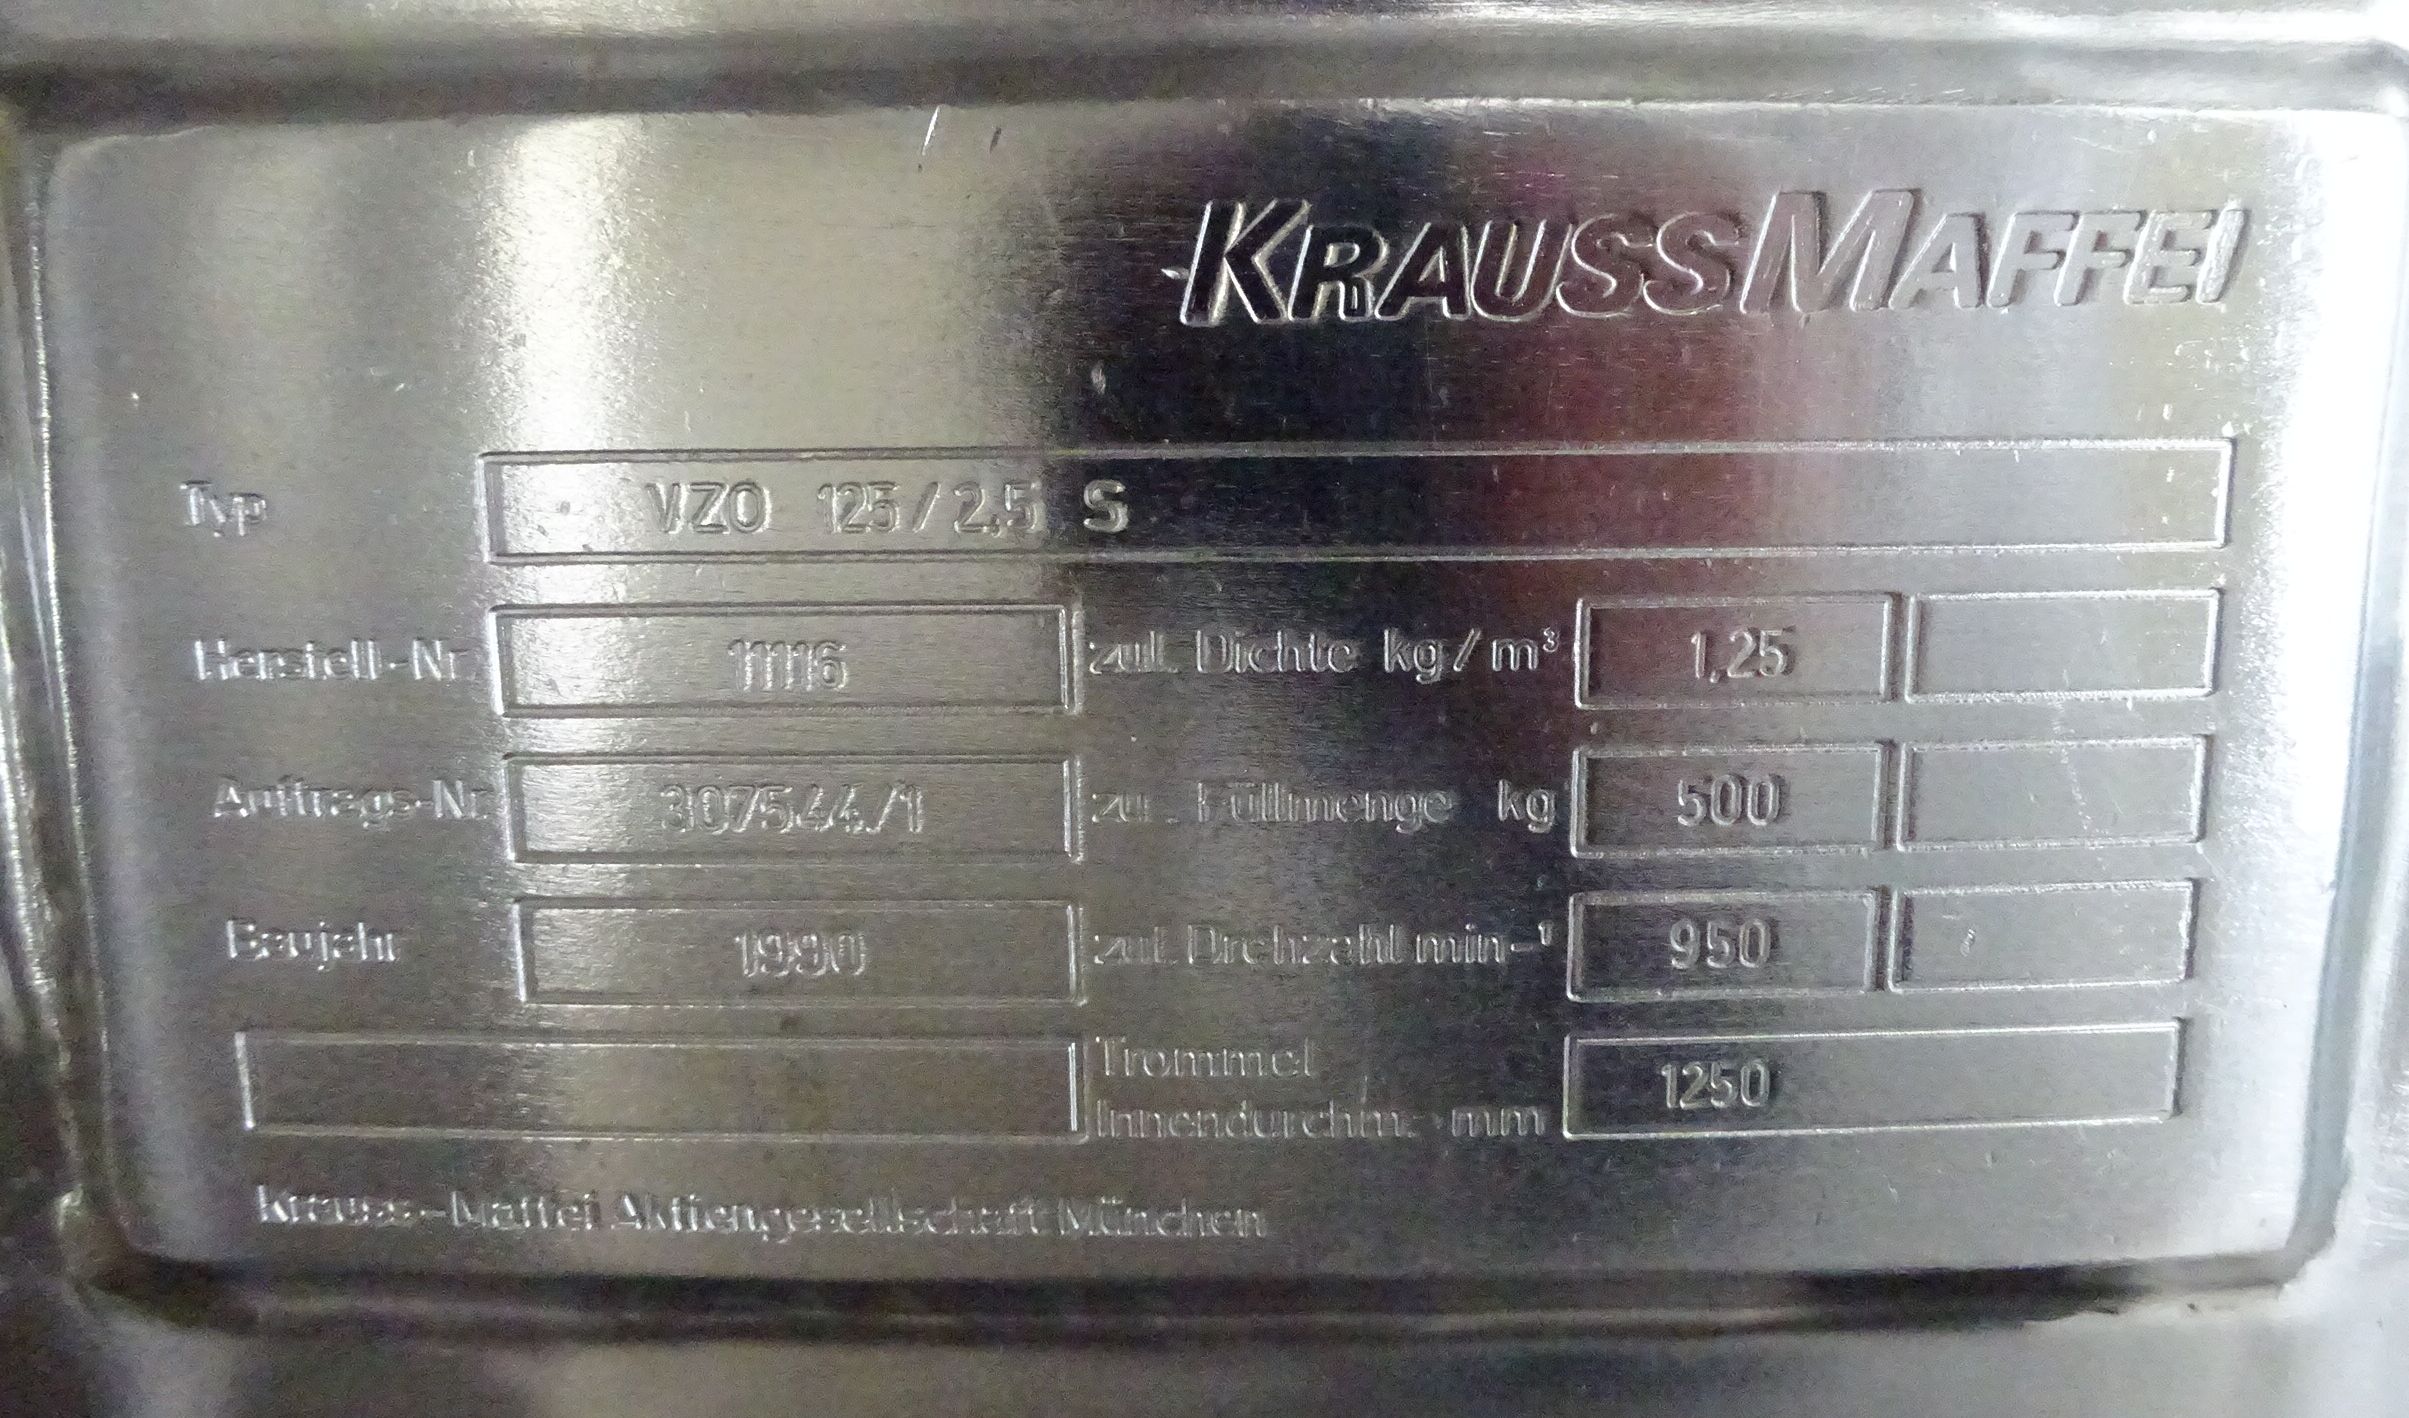 KRAUSSMAFFEI
Typ VZO 125/2,5 S
Herstell-Nr. 11116 zul. Dichte kg/m³ 1,25
Auftrags-Nr. 307544/1 zul. Füllmenge kg 500
Baujahr 1990 zul. Drehzahl min-¹ 950
Trommel
Innendurchm. mm 1250
Krauss-Maffei Aktiengesellschaft München